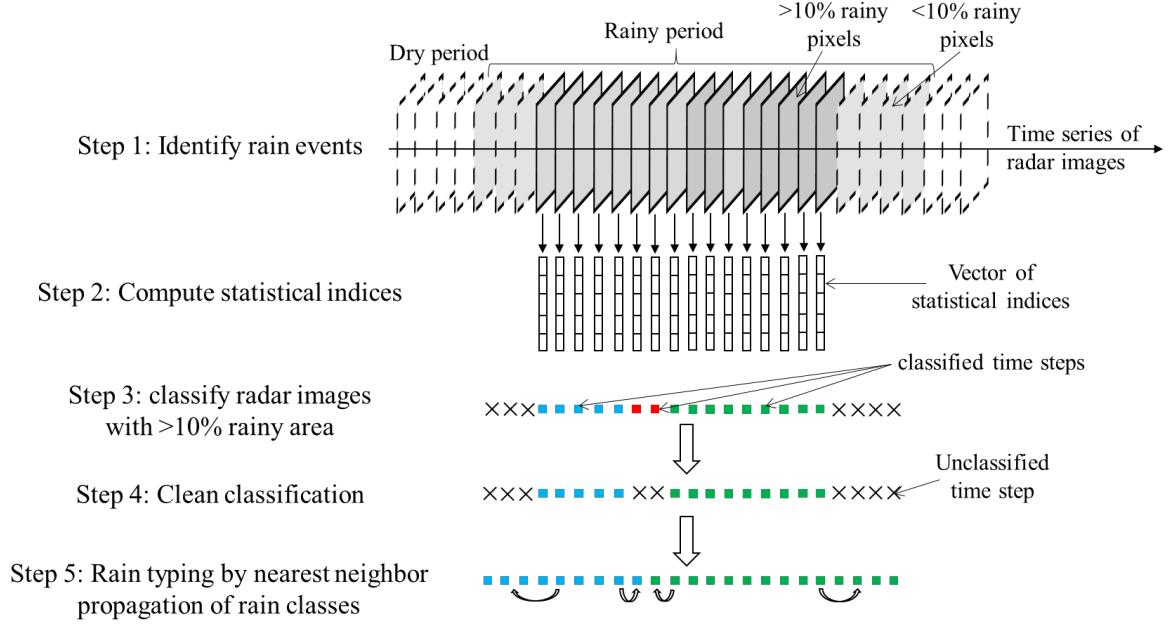 >10% rainy
pixels
<10% rainy
pixels
Rainy period
Dry period
Step 1: Identify rain events
Time series of
radar images
Step 2: Compute statistical indices
Vector of
statistical indices
classified time steps
Step 3: classify radar images
with >10% rainy area
Unclassified
time step
Step 4: Clean classification
Step 5: Rain typing by nearest neighbor
propagation of rain classes